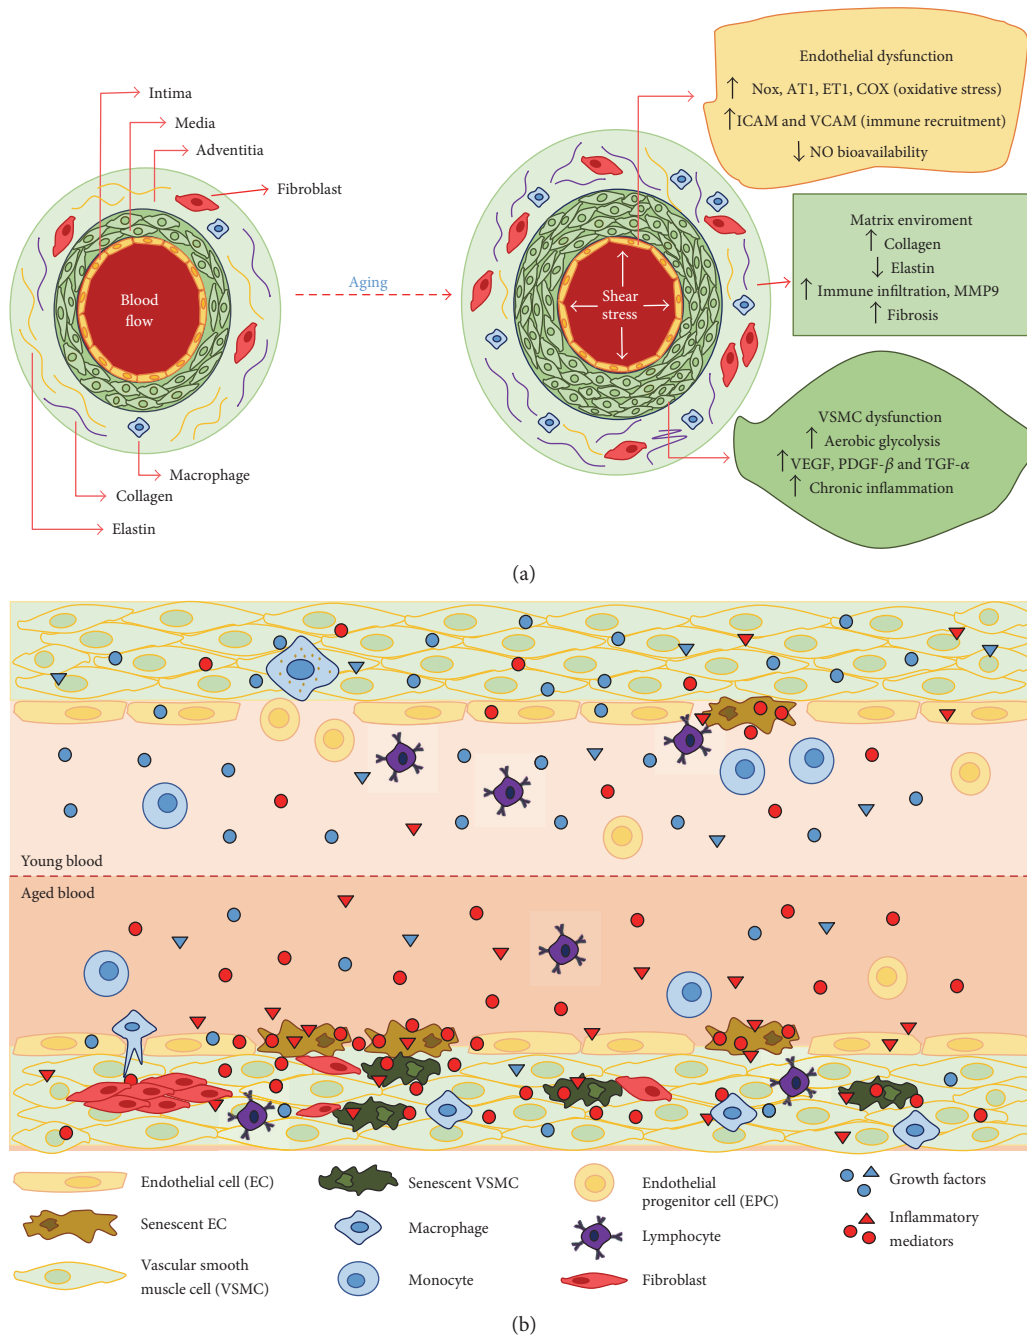 Intima
Media
Adventitia
Fibroblast
Blood
flow
Macrophage
Collagen
Elastin
Aging
Shear
stress
Endothelial dysfunction
↑ Nox, AT1, ET1, COX (oxidative stress)
↑ ICAM and VCAM (immune recruitment)
↓ NO bioavailability
Matrix enviroment
↑ Collagen
↓ Elastin
↑ Immune infiltration, MMP9
↑ Fibrosis
VSMC dysfunction
↑ Aerobic glycolysis
↑ VEGF, PDGF-β and TGF-α
↑ Chronic inflammation
(a)
Young blood
Aged blood
Endothelial cell (EC)
Senescent EC
Vascular smooth
muscle cell (VSMC)
Senescent VSMC
Macrophage
Monocyte
Endothelial
progenitor cell (EPC)
Lymphocyte
Fibroblast
Growth factors
Inflammatory
mediators
(b)